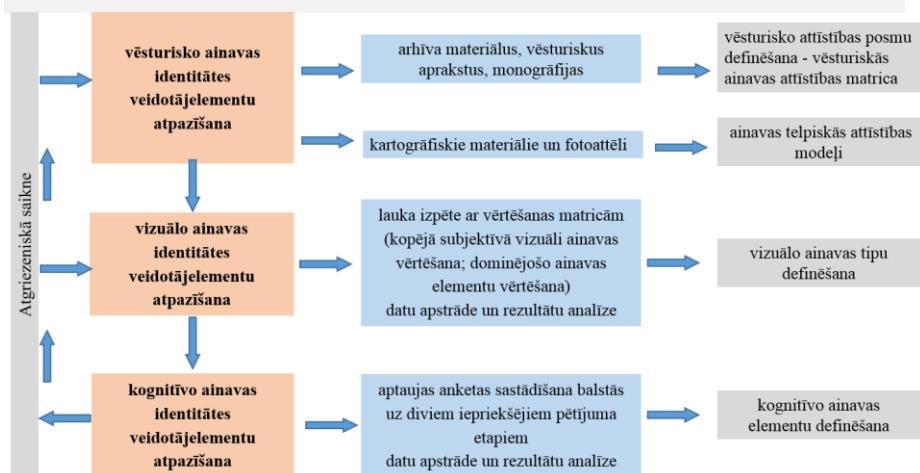 Atgriezeniskā saikne
vēsturisko ainavas
identitātes
veidotājelementu
atpazīšana
arhīva materiālus, vēsturiskus
aprakstus, monogrāfijas
vēsturisko attīstības posmu
definēšana - vēsturiskās
ainavas attīstības matrica
kartogrāfiskie materiālie un fotoattēli
ainavas telpiskās attīstības
modeļi
vizuālo ainavas
identitātes
veidotājelementu
atpazīšana
lauka izpēte ar vērtēšanas matricām
(kopējā subjektīvā vizuāli ainavas
vērtēšana; dominējošo ainavas
elementu vērtēšana)
datu apstrāde un rezultātu analīze
vizuālo ainavas tipu
definēšana
kognitīvo ainavas
identitātes
veidotājelementu
atpazīšana
aptaujas anketas sastādīšana balstās
uz diviem iepriekšējiem pētījuma
etapiem
datu apstrāde un rezultātu analīze
kognitīvo ainavas
elementu definēšana